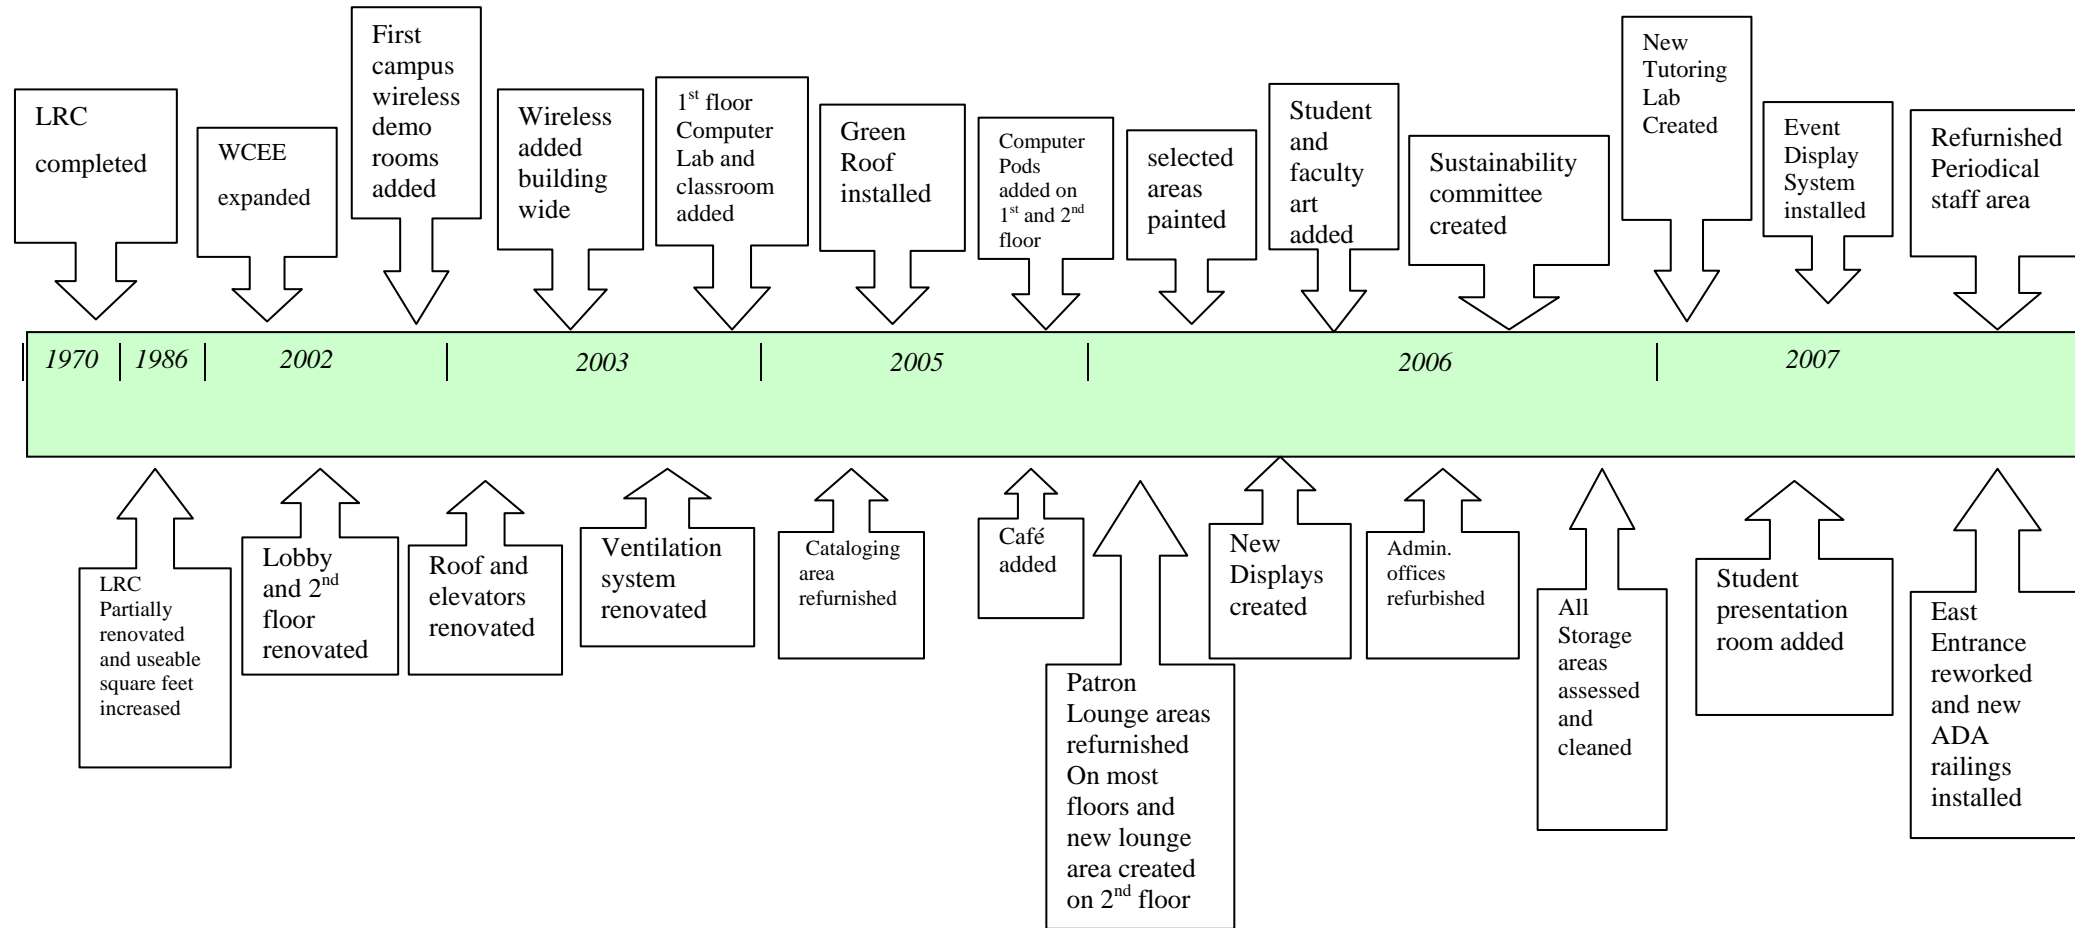 LRC
completed
WCEE
expanded
First
campus
wireless
demo
rooms
added
Wireless
added
building
wide
1st floor
Computer
Lab and
classroom
added
Green
Roof
installed
Computer
Pods
added on
1st and 2nd
floor
selected
areas
painted
Student
and
faculty
art
added
Sustainability
committee
created
New
Tutoring
Lab
Created
Event
Display
System
installed
Refurnished
Periodical
staff area
1970
1986
2002
2003
2005
2006
2007
LRC
Partially
renovated
and useable
square feet
increased
Lobby
and 2nd
floor
renovated
Roof and
elevators
renovated
Ventilation
system
renovated
Cataloging
area
refurnished
Café
added
Patron
Lounge areas
refurnished
On most
floors and
new lounge
area created
on 2nd floor
New
Displays
created
Admin.
offices
refurbished
All
Storage
areas
assessed
and
cleaned
Student
presentation
room added
East
Entrance
reworked
and new
ADA
railings
installed